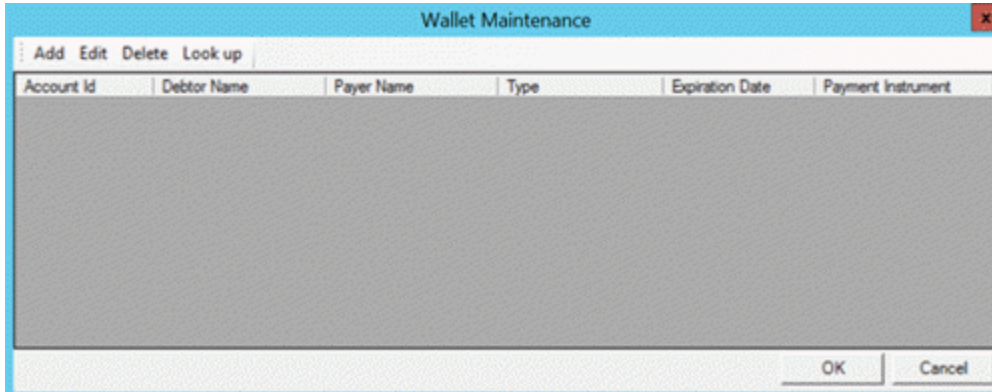 Wallet Maintenance
x
Add Edit Delete Look up
Account Id Debtor Name Payer Name Type Expiration Date Payment Instrument
OK Cancel